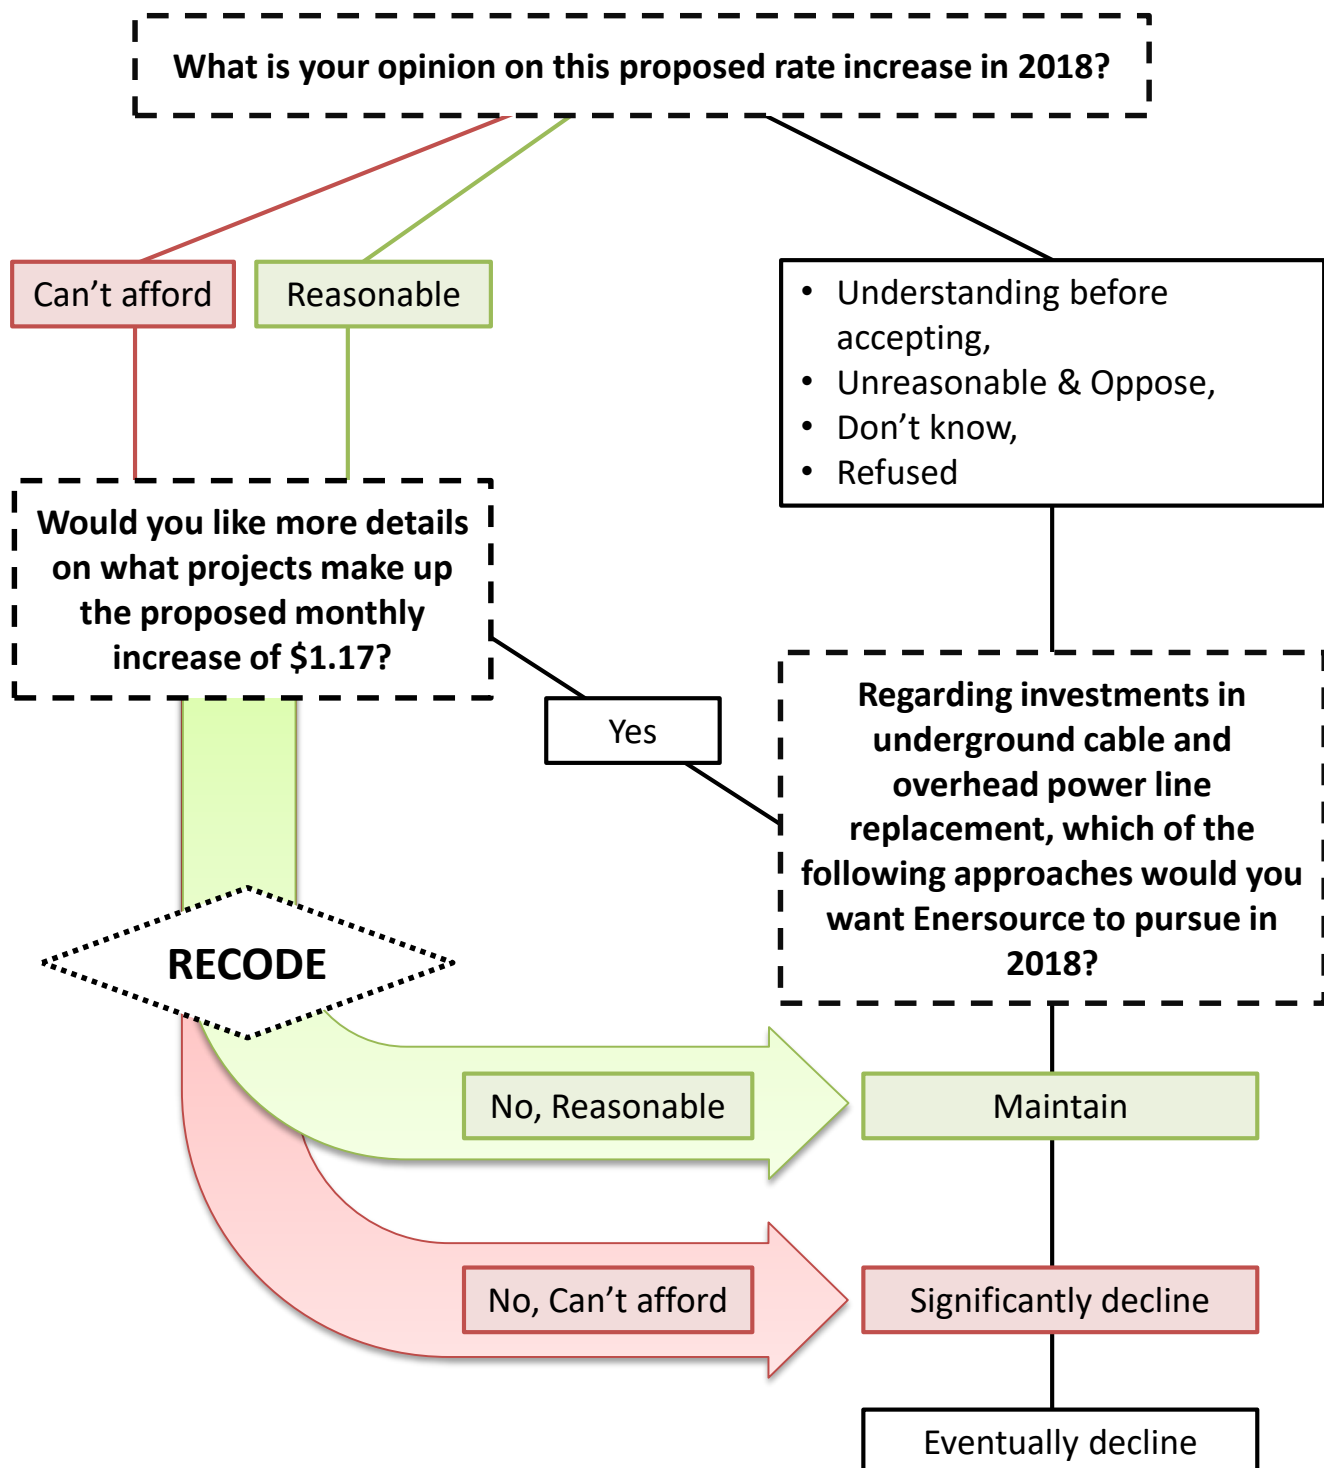 What is your opinion on this proposed rate increase in 2018?
Can’t afford
Reasonable
• Understanding before
accepting,
• Unreasonable & Oppose,
• Don’t know,
• Refused
Would you like more details
on what projects make up
the proposed monthly
increase of $1.17?
Yes
Regarding investments in
underground cable and
overhead power line
replacement, which of the
following approaches would you
want Enersource to pursue in
2018?
RECODE
No, Reasonable
Maintain
No, Can’t afford
Significantly decline
Eventually decline